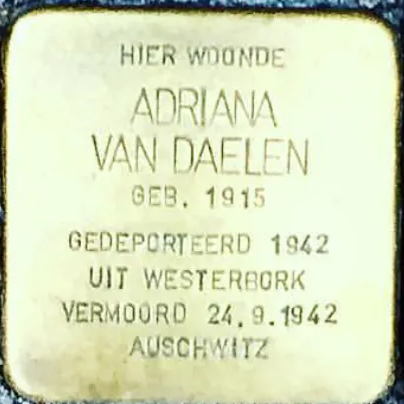 HIER WOONDE
ADRIANA
VAN DAELEN
GEB. 1915
GEDEPORTEERD 1942
UIT WESTERBORK
VERMOORD 24.9.1942
AUSCHWITZ